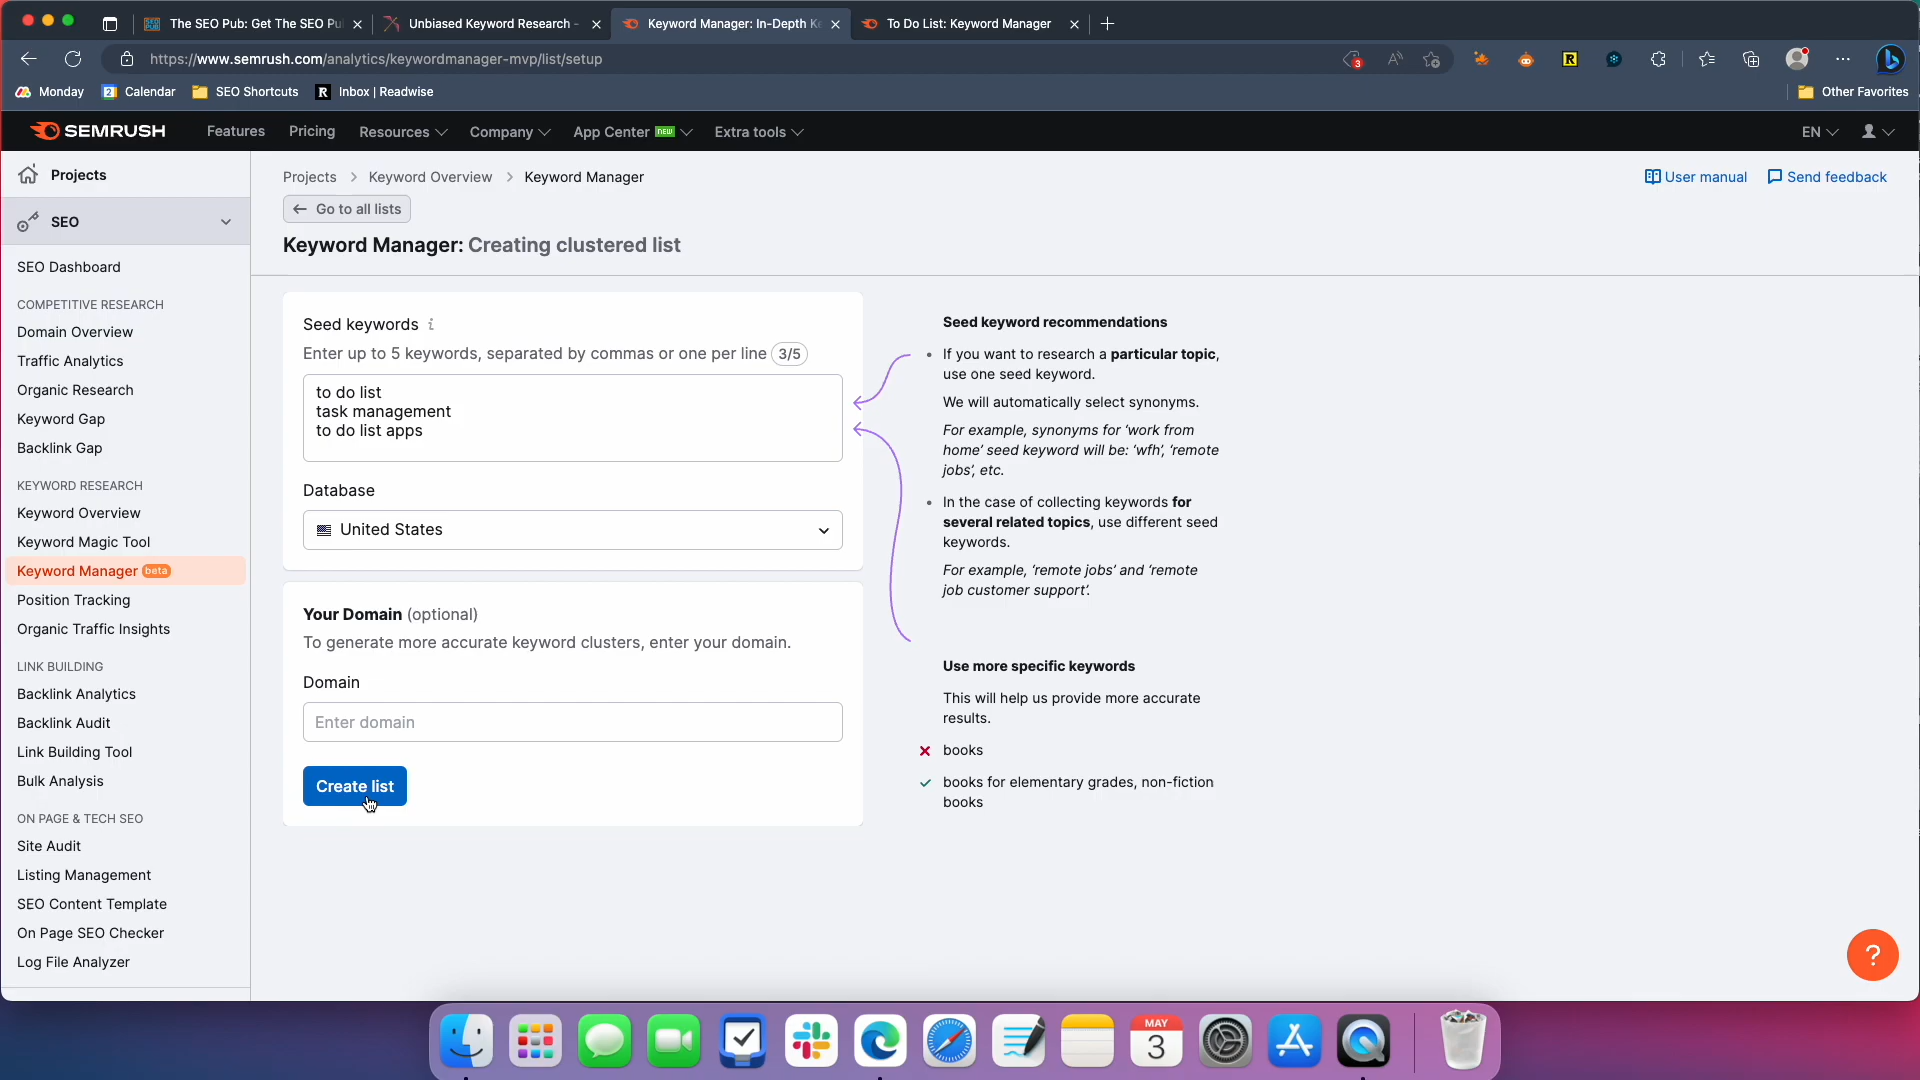 The SEO Pub: Get The SEO Pu
Unbiased Keyword Research -
Keyword Manager: In-Depth Ke
To Do List: Keyword Manager
https://www.semrush.com/analytics/keywordmanager-mvp/list/setup
3
Monday
Calendar
SEO Shortcuts
Inbox | Readwise
Other Favorites
SEMRUSH
Features
Pricing
Resources
Company
App Center NEW
Extra tools
EN
Projects
SEO
SEO Dashboard
COMPETITIVE RESEARCH
Domain Overview
Traffic Analytics
Organic Research
Keyword Gap
Backlink Gap
KEYWORD RESEARCH
Keyword Overview
Keyword Magic Tool
Keyword Manager beta
Position Tracking
Organic Traffic Insights
LINK BUILDING
Backlink Analytics
Backlink Audit
Link Building Tool
Bulk Analysis
ON PAGE & TECH SEO
Site Audit
Listing Management
SEO Content Template
On Page SEO Checker
Log File Analyzer
Projects > Keyword Overview > Keyword Manager
User manual
Send feedback
← Go to all lists
Keyword Manager: Creating clustered list
Seed keywords i
Enter up to 5 keywords, separated by commas or one per line 3/5
to do list
task management
to do list apps
Database
United States
Your Domain (optional)
To generate more accurate keyword clusters, enter your domain.
Domain
Enter domain
Create list
Seed keyword recommendations
• If you want to research a particular topic,
use one seed keyword.
We will automatically select synonyms.
For example, synonyms for ‘work from
home’ seed keyword will be: ‘wfh’, ‘remote
jobs’, etc.
• In the case of collecting keywords for
several related topics, use different seed
keywords.
For example, ‘remote jobs’ and ‘remote
job customer support’.
Use more specific keywords
This will help us provide more accurate
results.
books
books for elementary grades, non-fiction
books
?
MAY
3